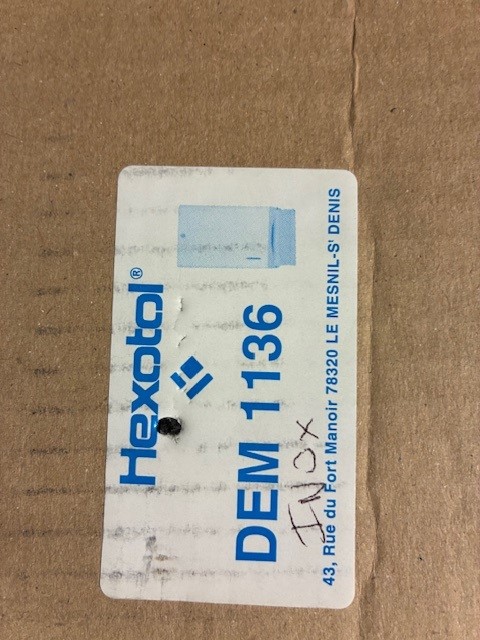 Hexotol®
DEM 1136
INOX
43, Rue du Fort Manoir 78320 LE MESNIL-S' DENIS